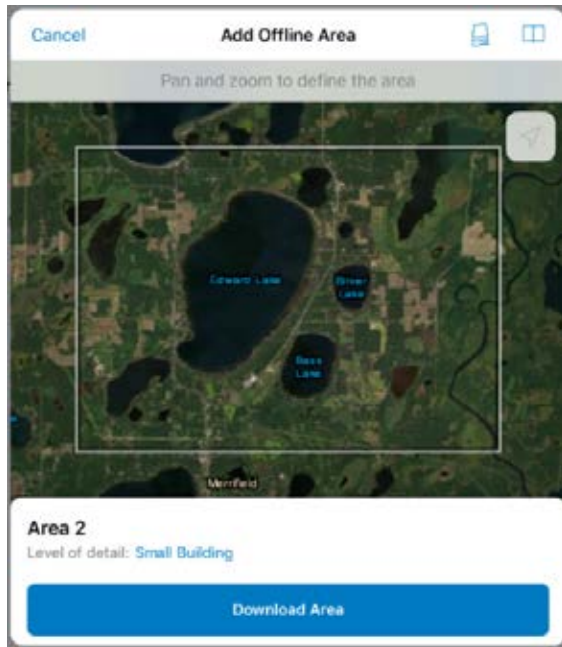 Cancel Add Offline Area
Pan and zoom to define the area
Edward Lake
Bass
Lake
Lake
Merrifield
Area 2
Level of detail: Small Building
Download Area